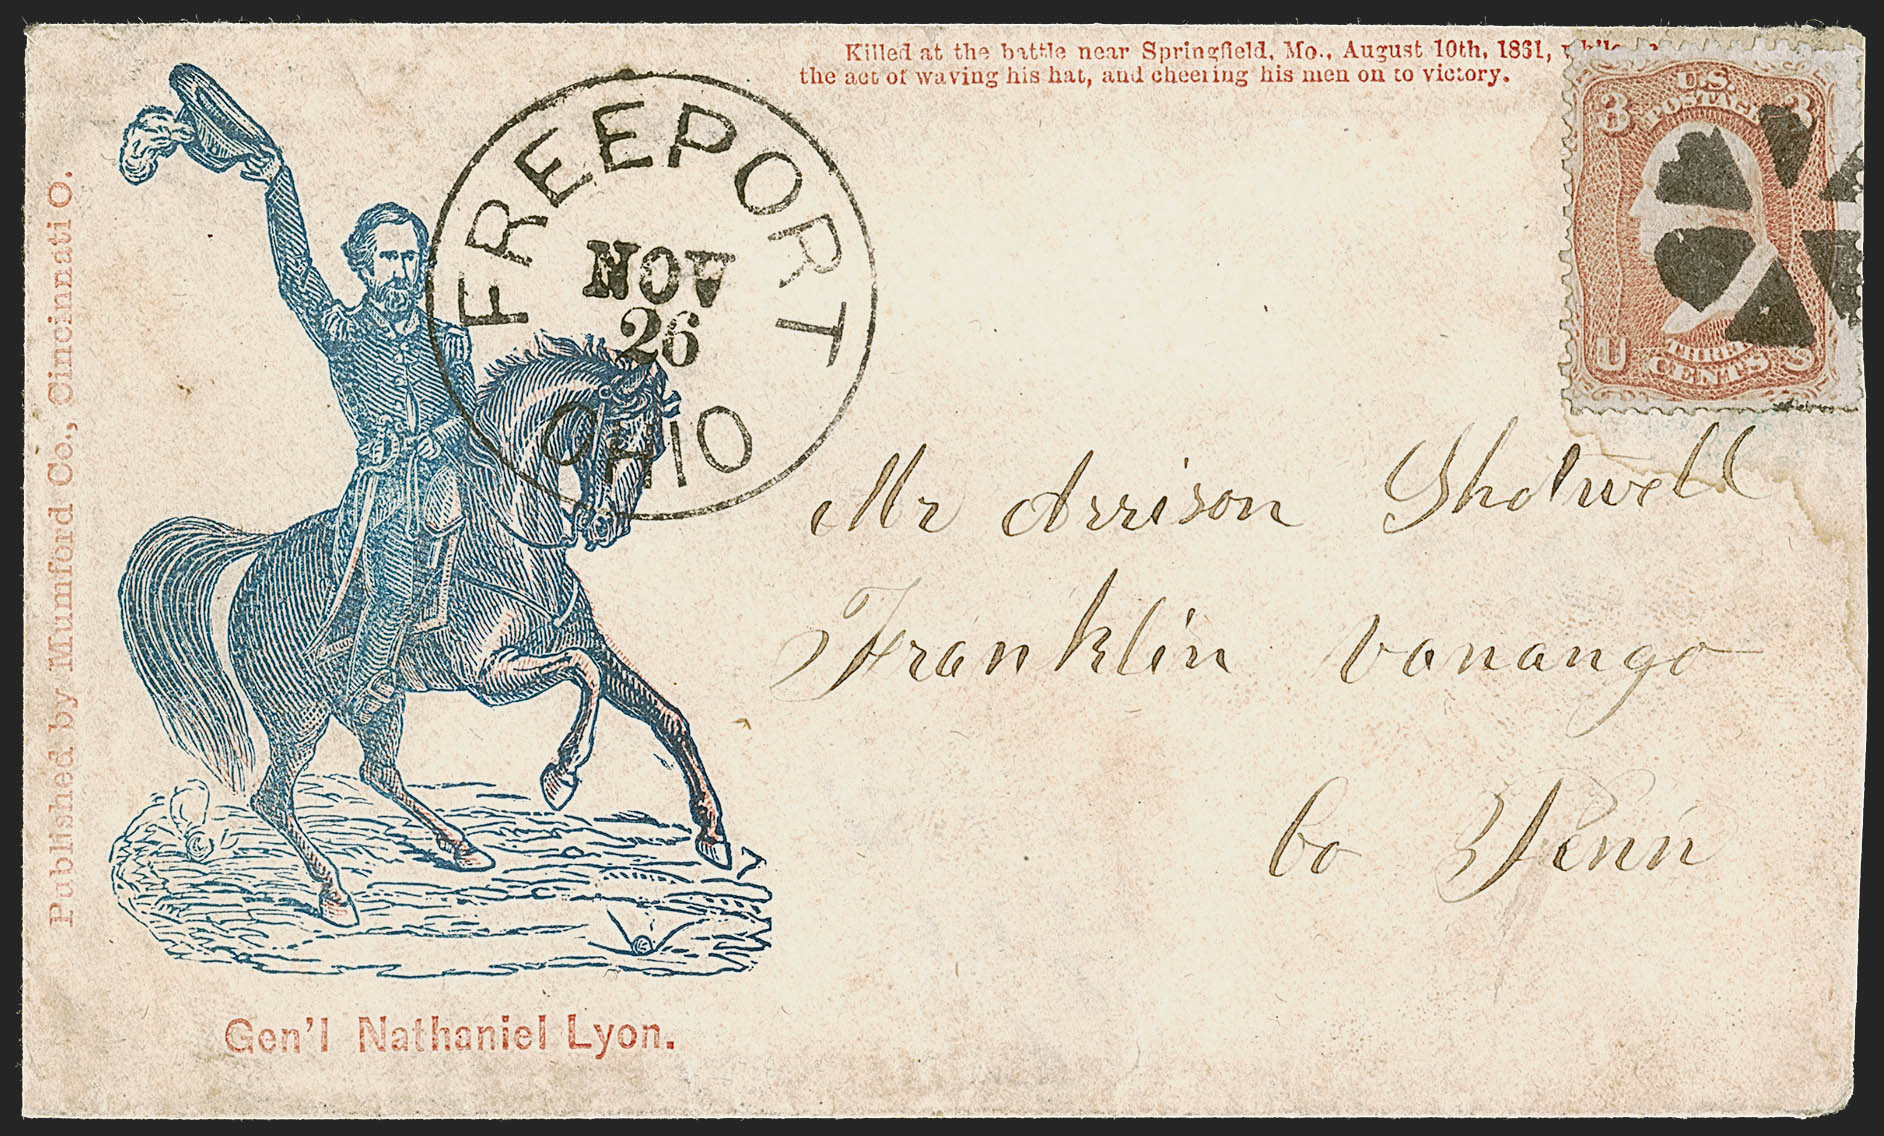 Killed at the battle near Springfield, Mo., August 10th, 1861,
the act of waving his hat, and cheering his men on to victory.
U.S.
POSTAGE
3 3
U
THREE
CENTS
FREEPORT
NOV
26
OHIO
Published by Mumford Co., Cincinnati O.
Mr Arrison Shotwell
Franklin vanango
Co Penn
Gen'l Nathaniel Lyon.